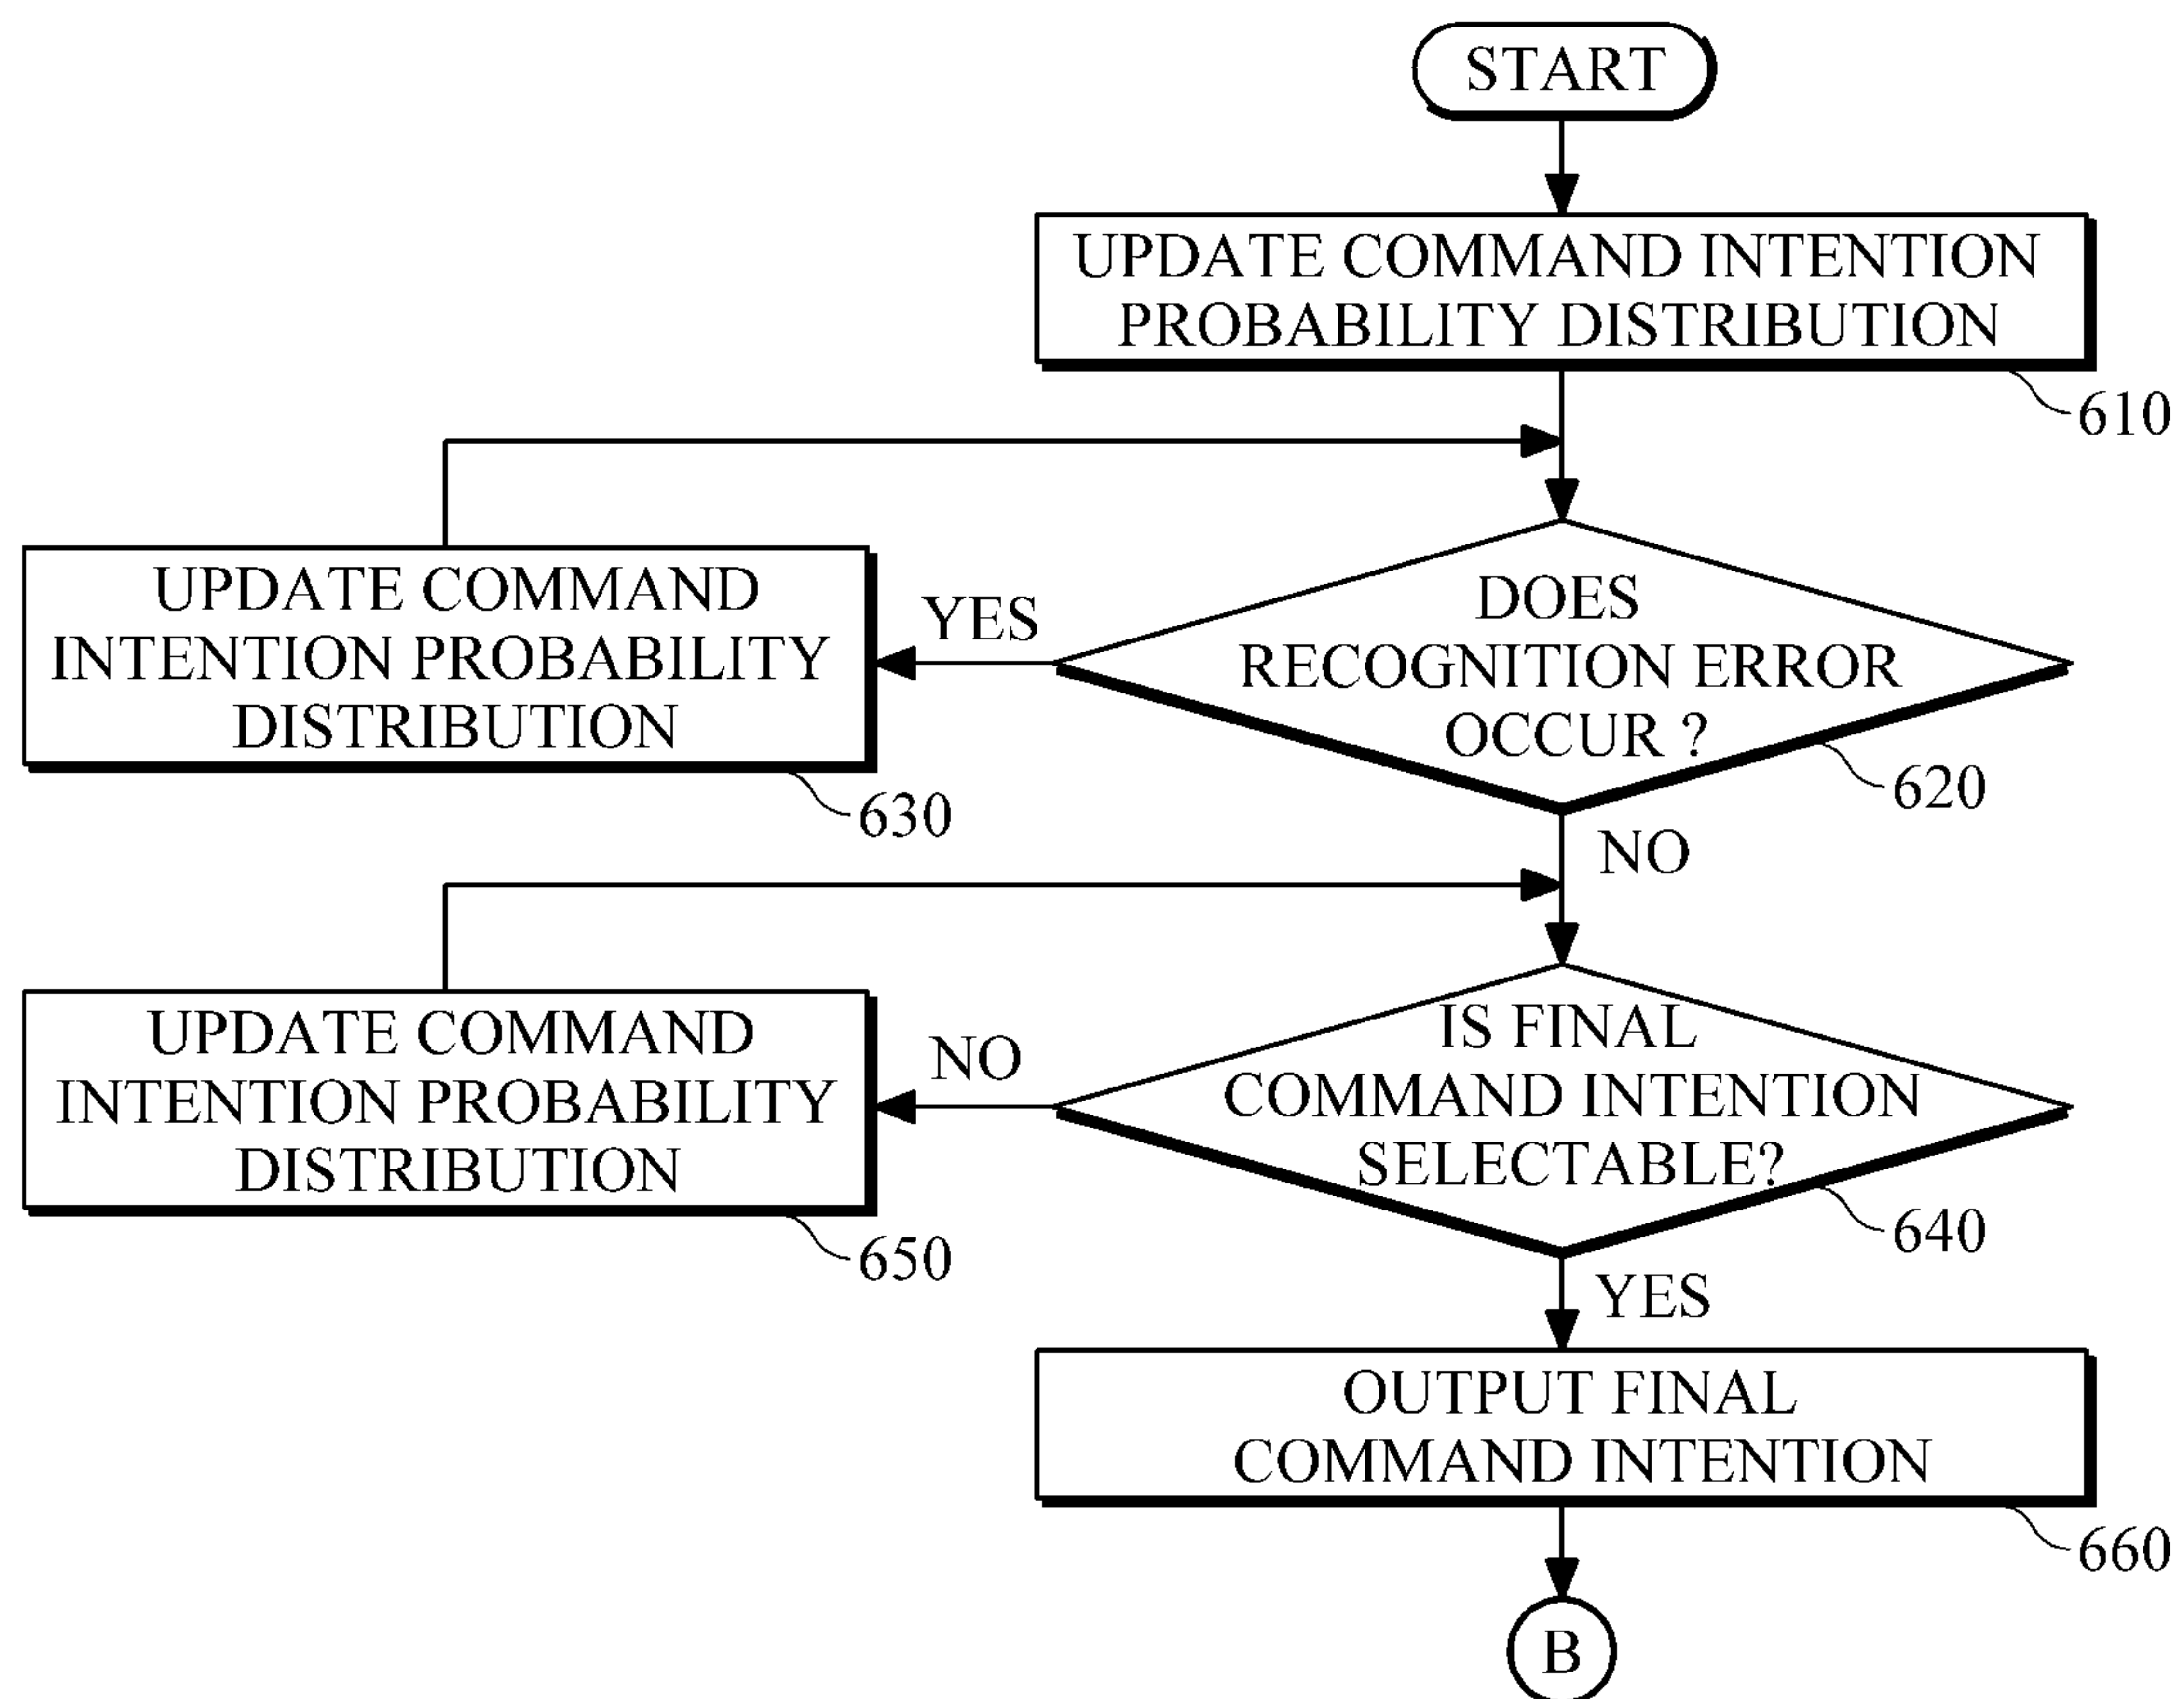 START
UPDATE COMMAND INTENTION
PROBABILITY DISTRIBUTION
610
DOES
RECOGNITION ERROR
OCCUR ?
620
YES
UPDATE COMMAND
INTENTION PROBABILITY
DISTRIBUTION
630
NO
IS FINAL
COMMAND INTENTION
SELECTABLE?
640
NO
UPDATE COMMAND
INTENTION PROBABILITY
DISTRIBUTION
650
YES
OUTPUT FINAL
COMMAND INTENTION
660
B